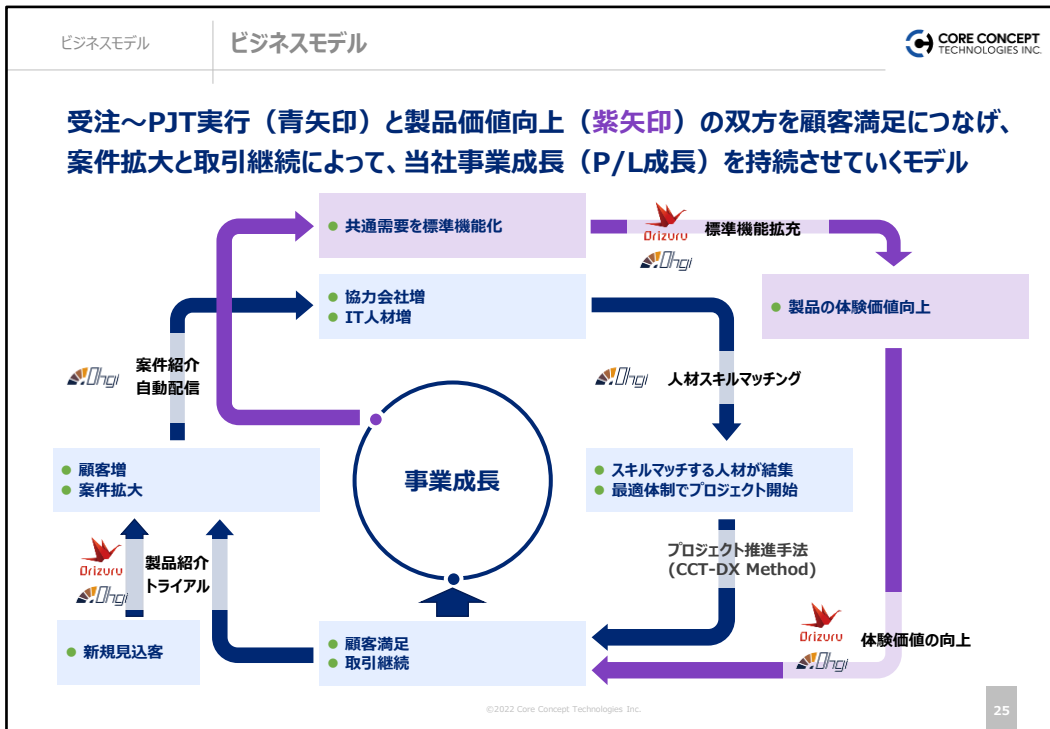 ビジネスモデル
ビジネスモデル
CORE CONCEPT
TECHNOLOGIES INC.
受注～PJT実行（青矢印）と製品価値向上（紫矢印）の双方を顧客満足につなげ、
案件拡大と取引継続によって、当社事業成長（P/L成長）を持続させていくモデル
● 共通需要を標準機能化
Orizuru
Ohgi
標準機能拡充
● 協力会社増
● IT人材増
● 製品の体験価値向上
Ohgi
案件紹介
自動配信
Ohgi
人材スキルマッチング
● 顧客増
● 案件拡大
事業成長
● スキルマッチする人材が結集
● 最適体制でプロジェクト開始
Orizuru
Ohgi
製品紹介
トライアル
プロジェクト推進手法
(CCT-DX Method)
● 新規見込客
● 顧客満足
● 取引継続
Orizuru
Ohgi
体験価値の向上
©2022 Core Concept Technologies Inc.
25